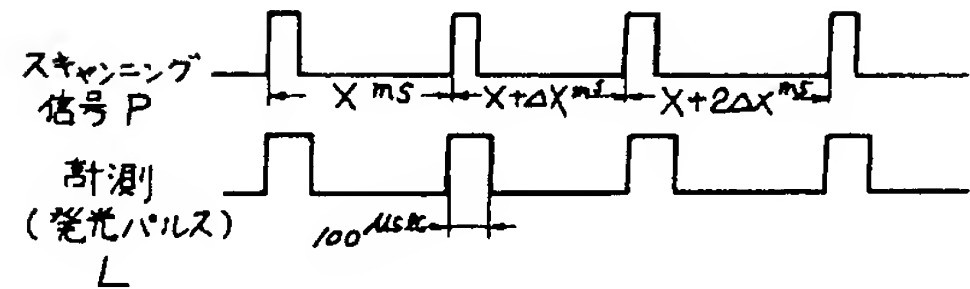 スキャンニング
信号 P
X ms
X+ΔX ms
X+2ΔX ms
計測
(発光パルス)
L
100 μsec